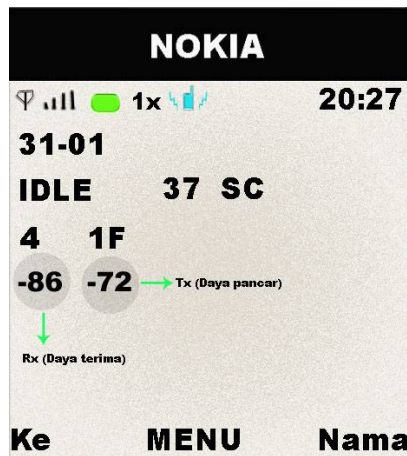 NOKIA
1x 20:27
31-01
IDLE 37 SC
4 1F
-86 -72 Tx (Daya pancar)
Rx (Daya terima)
Ke MENU Nama